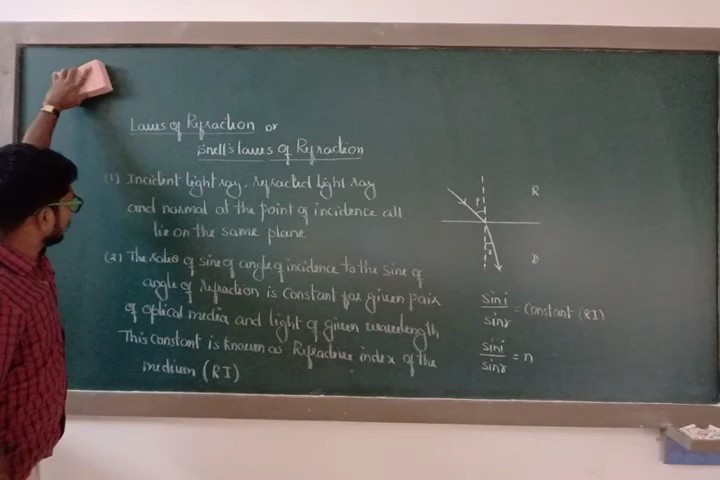 Laws of Refraction or
Snell's laws of Refraction
(1) Incident light ray, refracted light ray
and normal at the point of incidence all
lie on the same plane
(2) The ratio of sine of angle of incidence to the sine of
angle of refraction is constant for given pair
of optical media and light of given wavelength,
This constant is known as Refractive index of the
medium (RI)
i
R
r
D
sin i / sin r = constant (RI)
sin i / sin r = n